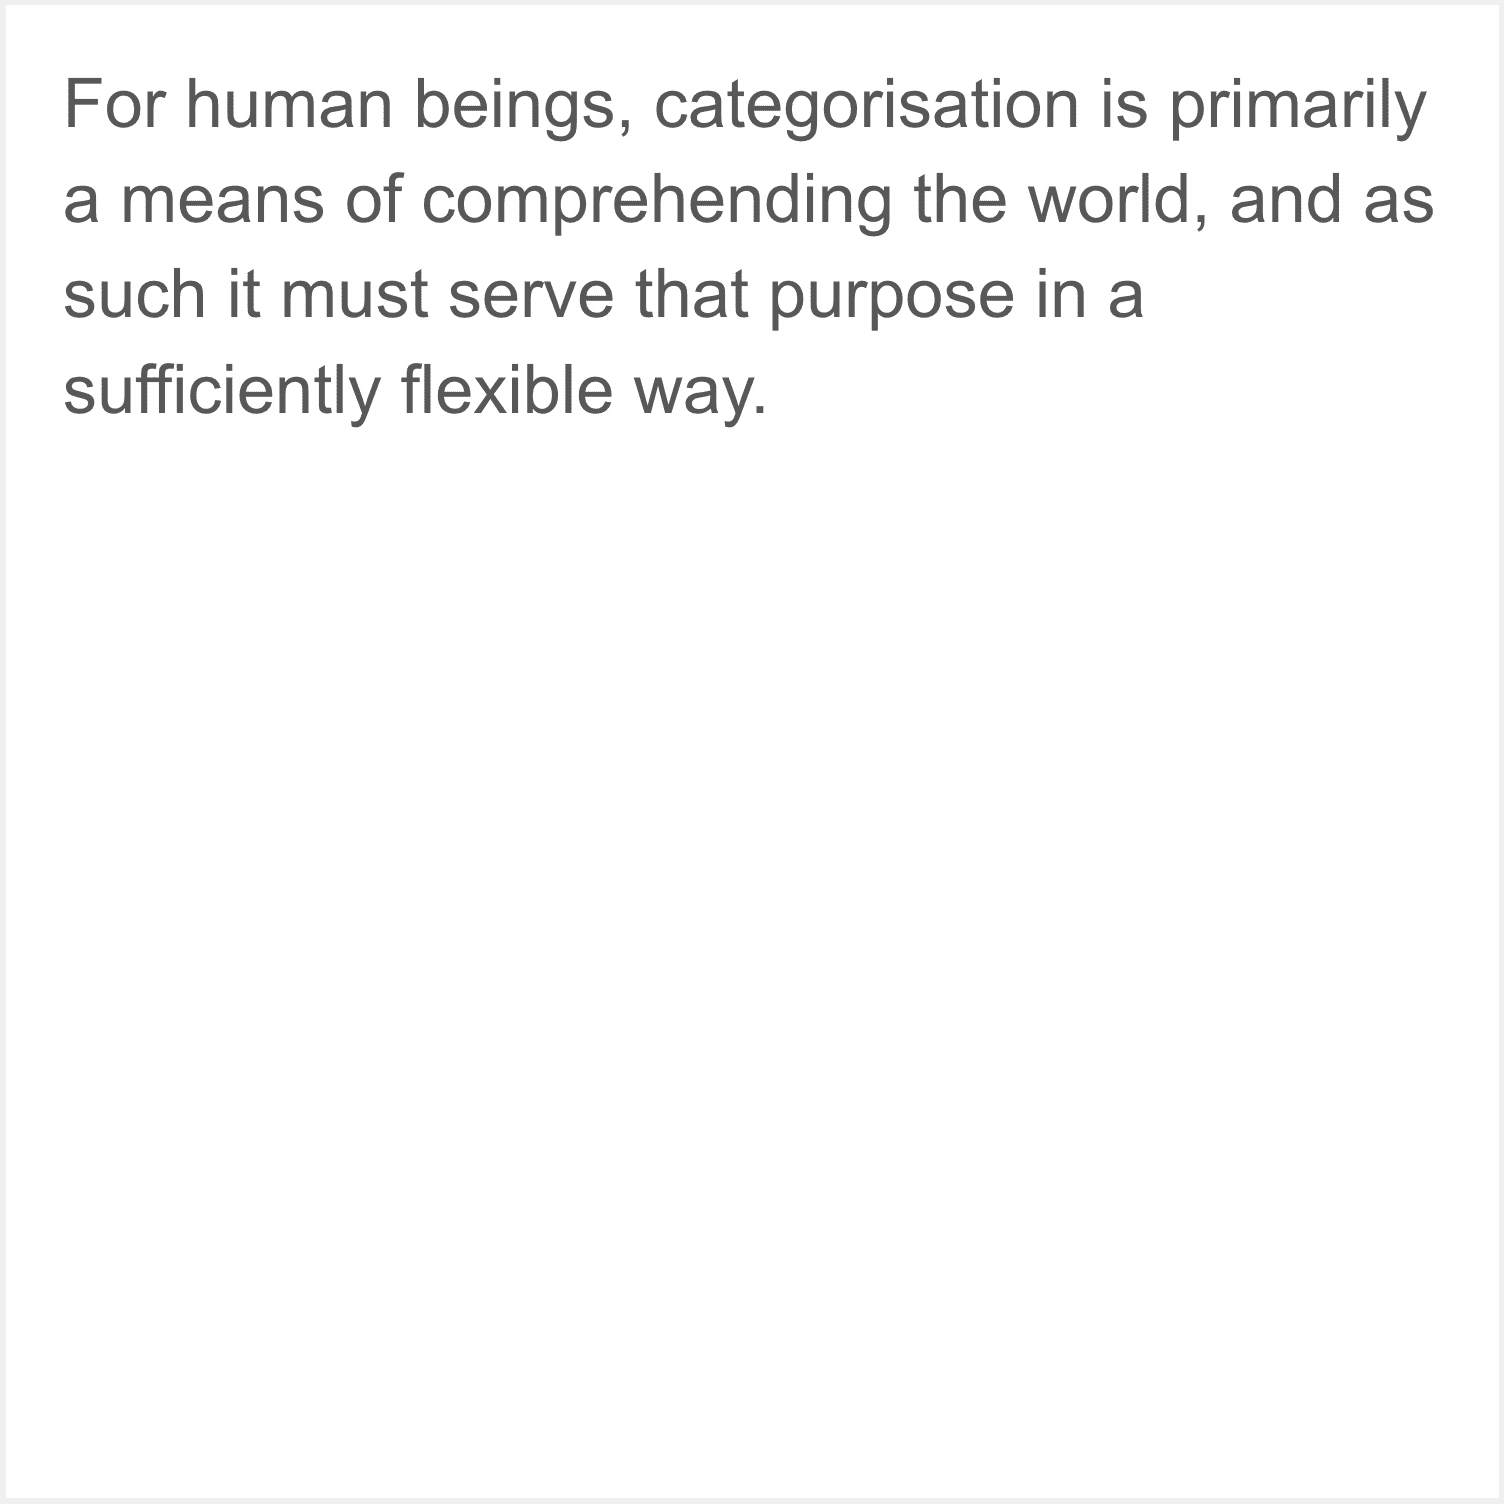 For human beings, categorisation is primarily
a means of comprehending the world, and as
such it must serve that purpose in a
sufficiently flexible way.